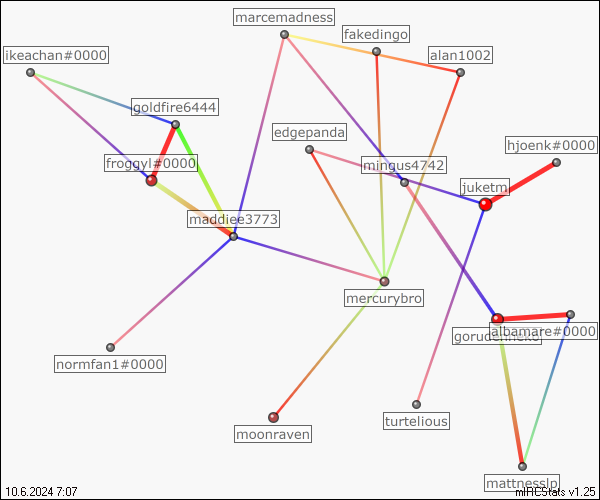 marcemadness
fakedingo
ikeachan#0000
alan1002
goldfire6444
edgepanda
hjoenk#0000
froggyl#0000
mingus4742
juketm
maddiee3773
mercurybro
albamare#0000
gorudenneko
normfan1#0000
turtelious
moonraven
mattnesslp
10.6.2024 7:07
mIRCStats v1.25